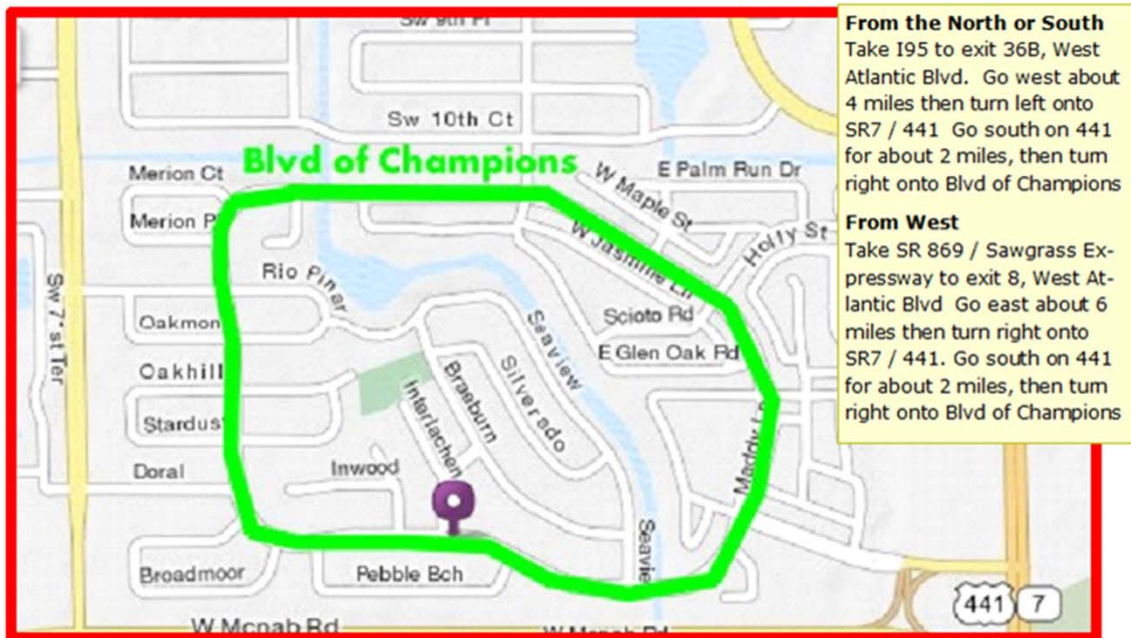 Sw 9th Pl
Sw 10th Ct
Blvd of Champions
Merion Ct
E Palm Run Dr
W Maple St
Merion P
W Jasmine Ln
Holly St
Rio Pinar
Sw 7'st Ter
Oakmon
Seaview
Scioto Rd
E Glen Oak Rd
Oakhill
Braeburn
Silverado
Interlachen
Stardus
Maddy Ln
Doral
Inwood
Seavie
Broadmoor
Pebble Bch
441
7
W Mcnab Rd
W Mcnab Rd
From the North or South
Take I95 to exit 36B, West
Atlantic Blvd. Go west about
4 miles then turn left onto
SR7 / 441 Go south on 441
for about 2 miles, then turn
right onto Blvd of Champions
From West
Take SR 869 / Sawgrass Ex-
pressway to exit 8, West At-
lantic Blvd Go east about 6
miles then turn right onto
SR7 / 441. Go south on 441
for about 2 miles, then turn
right onto Blvd of Champions